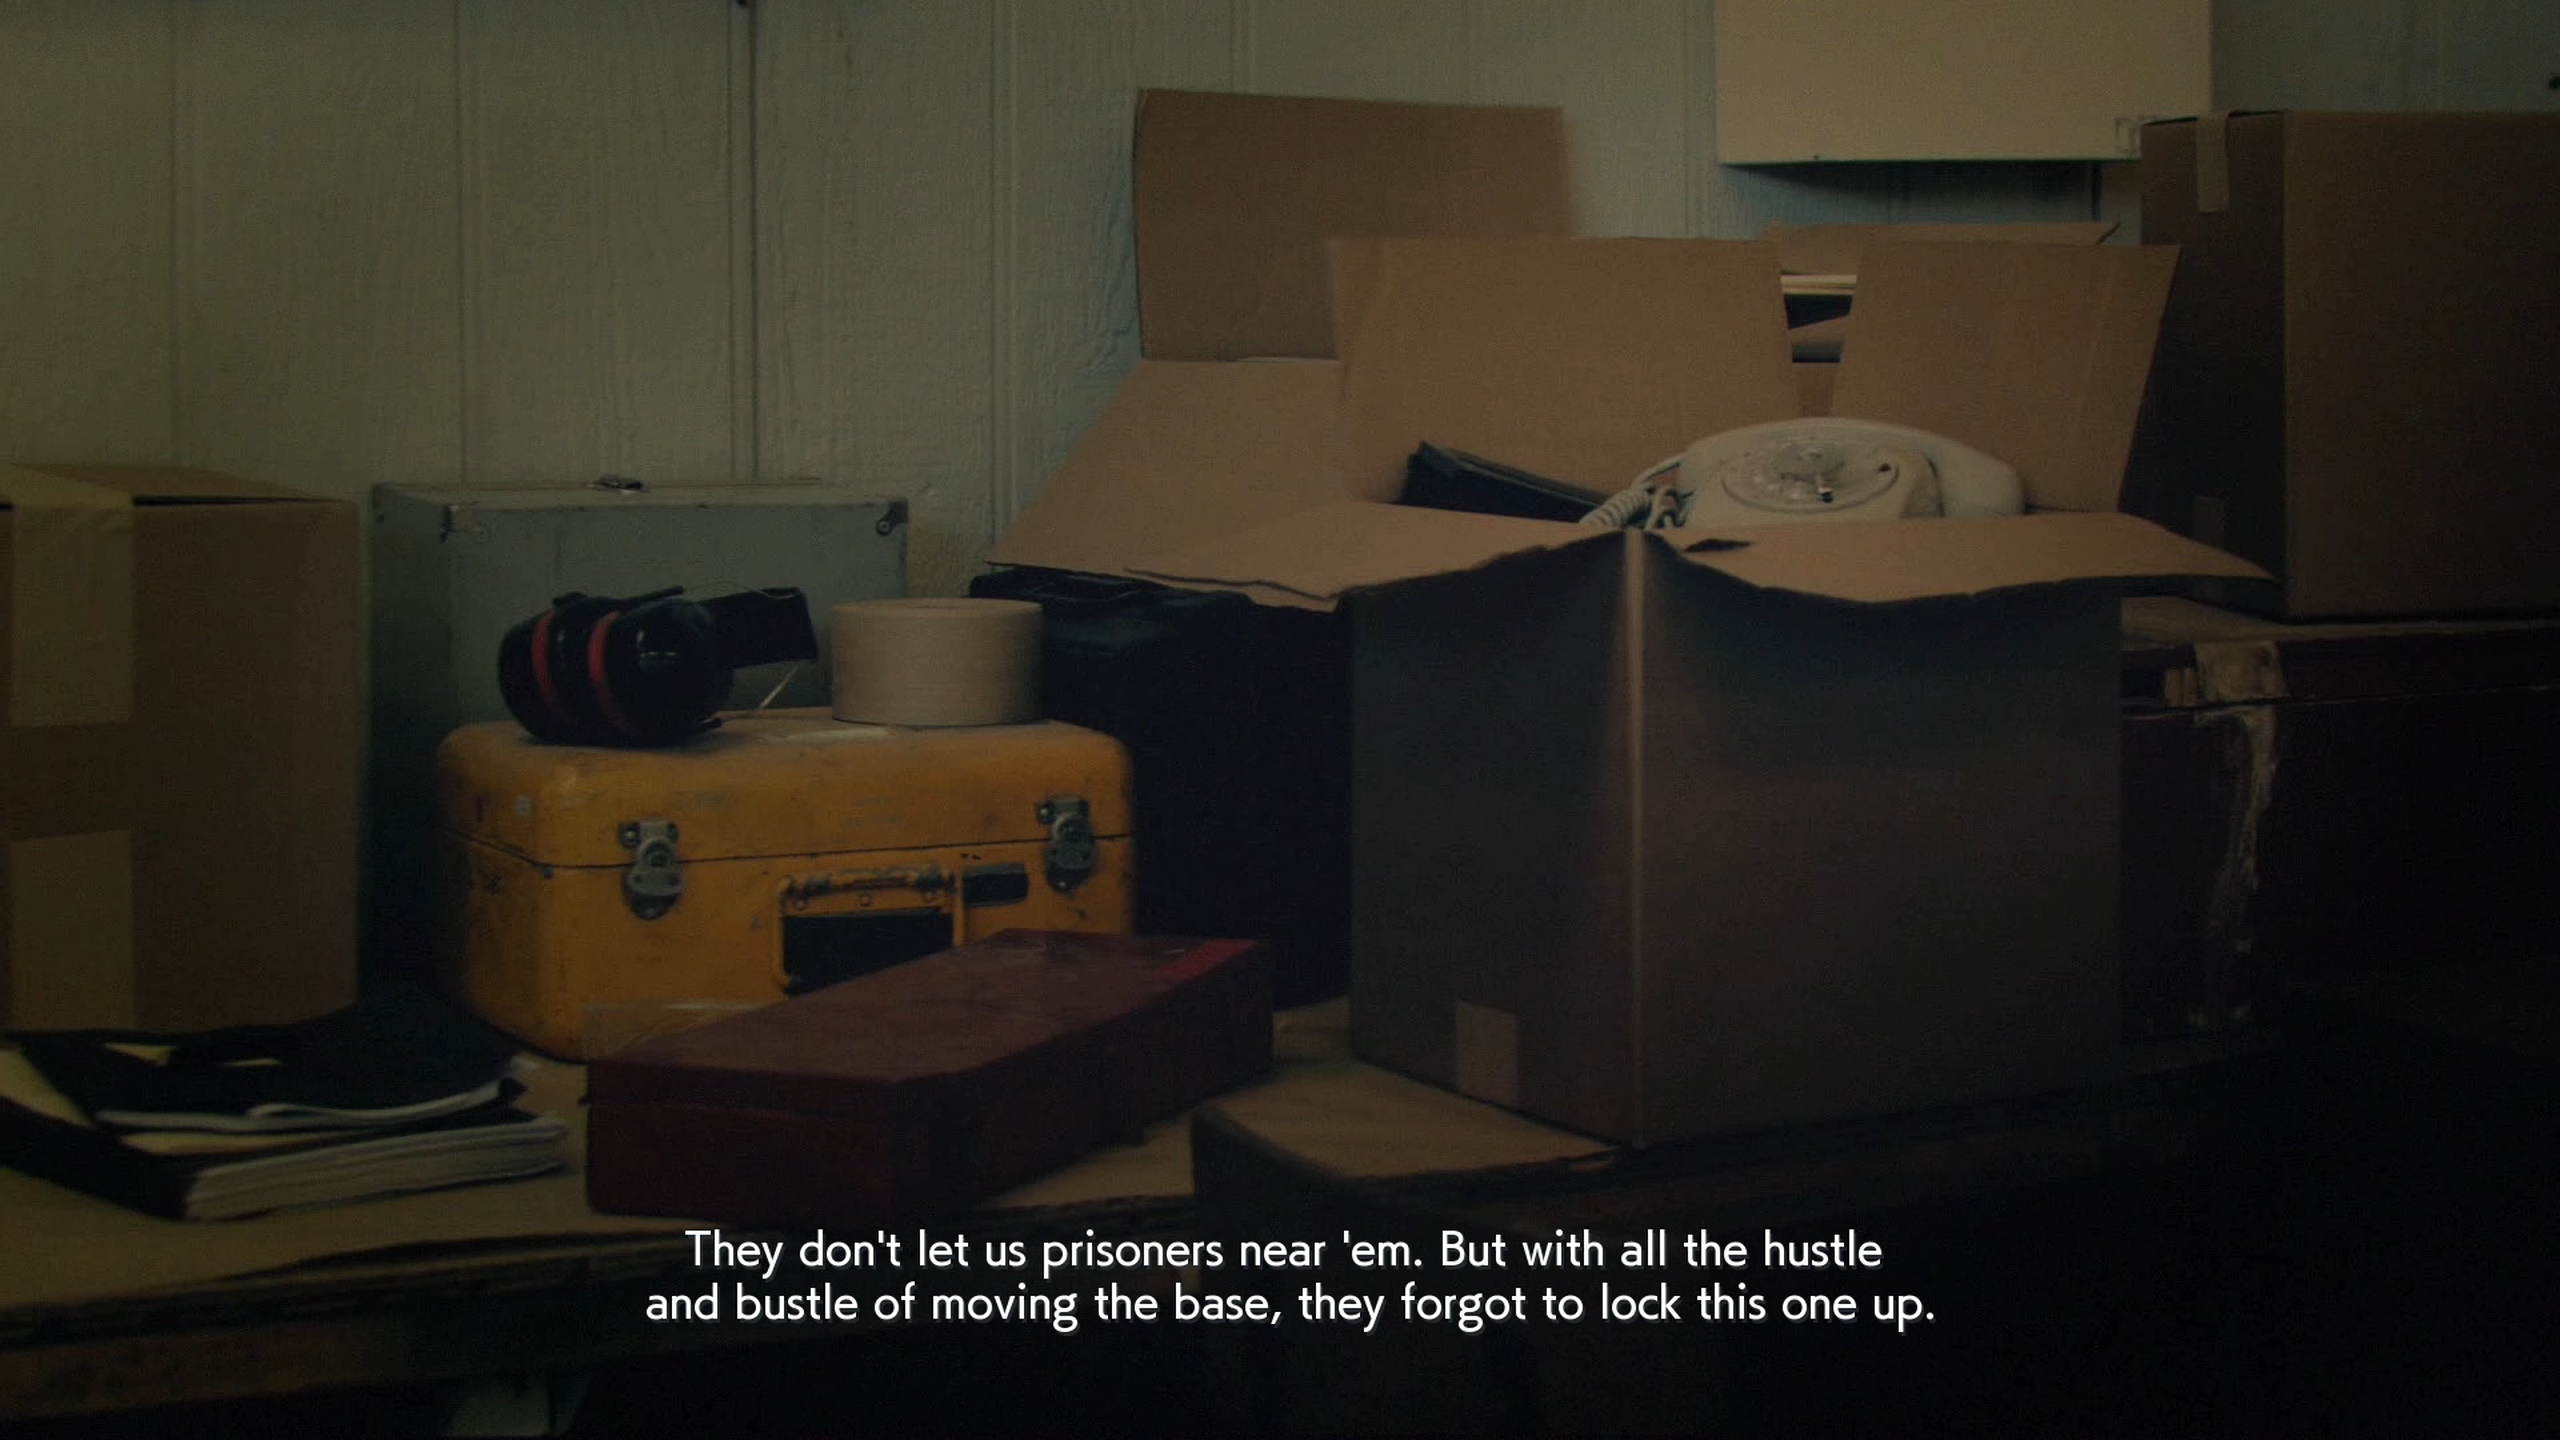 They don't let us prisoners near 'em. But with all the hustle
and bustle of moving the base, they forgot to lock this one up.